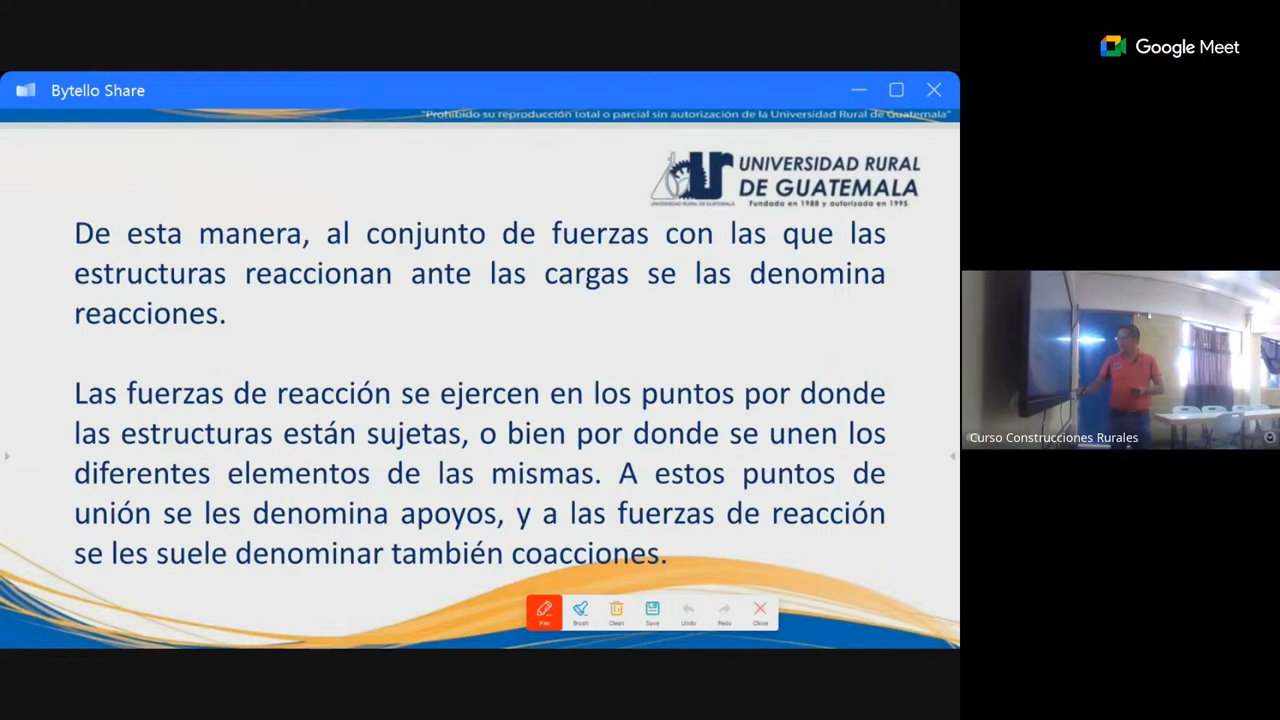 Google Meet
Bytello Share
"Prohibido su reproducción total o parcial sin autorización de la Universidad Rural de Guatemala"
UNIVERSIDAD RURAL
DE GUATEMALA
Fundada en 1988 y autorizada en 1995
UNIVERSIDAD RURAL DE GUATEMALA
De esta manera, al conjunto de fuerzas con las que las
estructuras reaccionan ante las cargas se las denomina
reacciones.
Las fuerzas de reacción se ejercen en los puntos por donde
las estructuras están sujetas, o bien por donde se unen los
diferentes elementos de las mismas. A estos puntos de
unión se les denomina apoyos, y a las fuerzas de reacción
se les suele denominar también coacciones.
Pen Brush Clean Save Undo Redo Close
Curso Construcciones Rurales